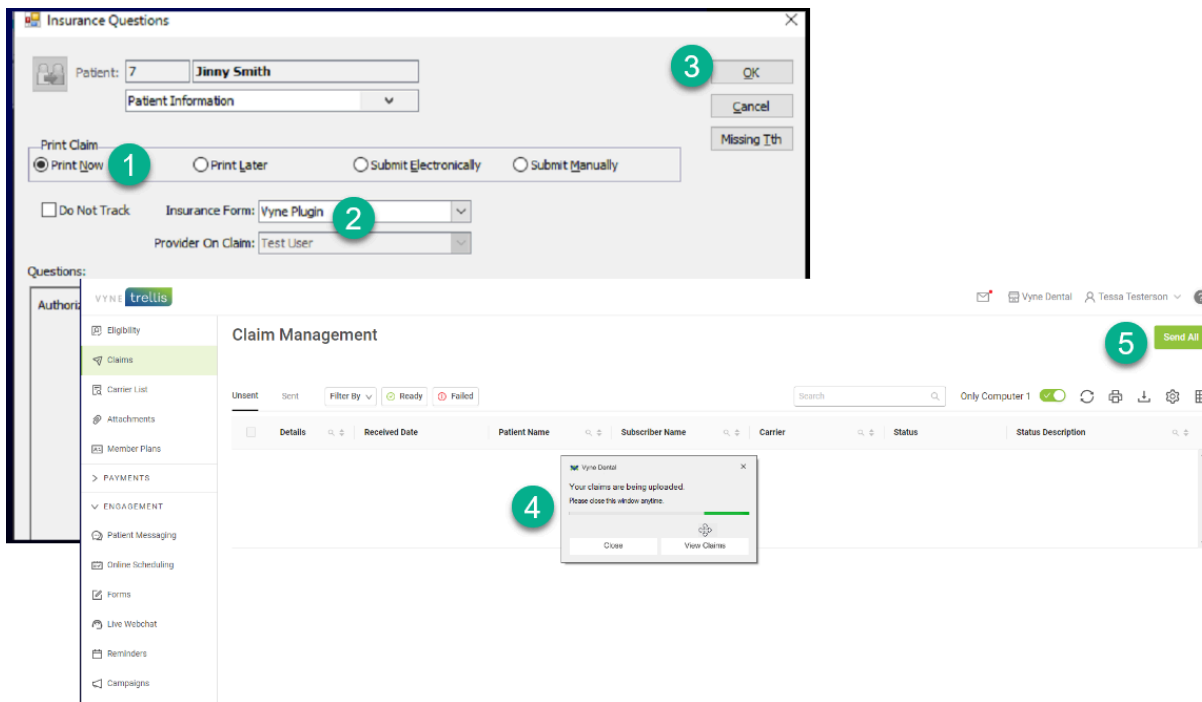 Insurance Questions
Patient: 7 Jinny Smith
Patient Information
3
OK
Cancel
Missing Tth
Print Claim
Print Now 1 Print Later Submit Electronically Submit Manually
Do Not Track Insurance Form: Vyne Plugin 2
Provider On Claim: Test User
Questions:
VYNE trellis
Vyne Dental Tessa Testerson
Eligibility
Claims
Carrier List
Attachments
Member Plans
PAYMENTS
ENGAGEMENT
Patient Messaging
Online Scheduling
Forms
Live Webchat
Reminders
Campaigns
Claim Management
5 Send All
Unsent Sent Filter By Ready Failed Search Only Computer 1
Details Received Date Patient Name Subscriber Name Carrier Status Status Description
4
Vyne Dental
Your claims are being uploaded.
Please close this window anytime.
Close View Claims